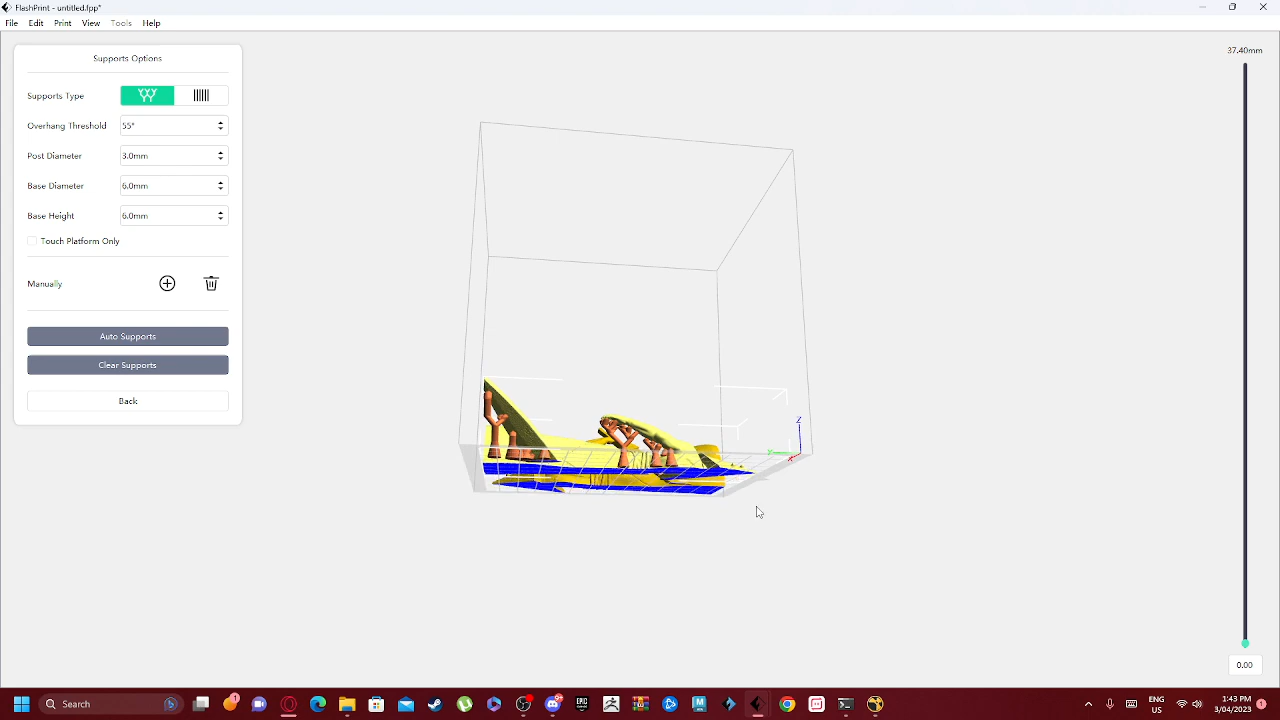 FlashPrint - untitled.fpp*
File Edit Print View Tools Help
Supports Options
Supports Type
Overhang Threshold 55°
Post Diameter 3.0mm
Base Diameter 6.0mm
Base Height 6.0mm
Touch Platform Only
Manually
Auto Supports
Clear Supports
Back
37.40mm
Z
0.00
Search
ENG
US
1:43 PM
3/04/2023